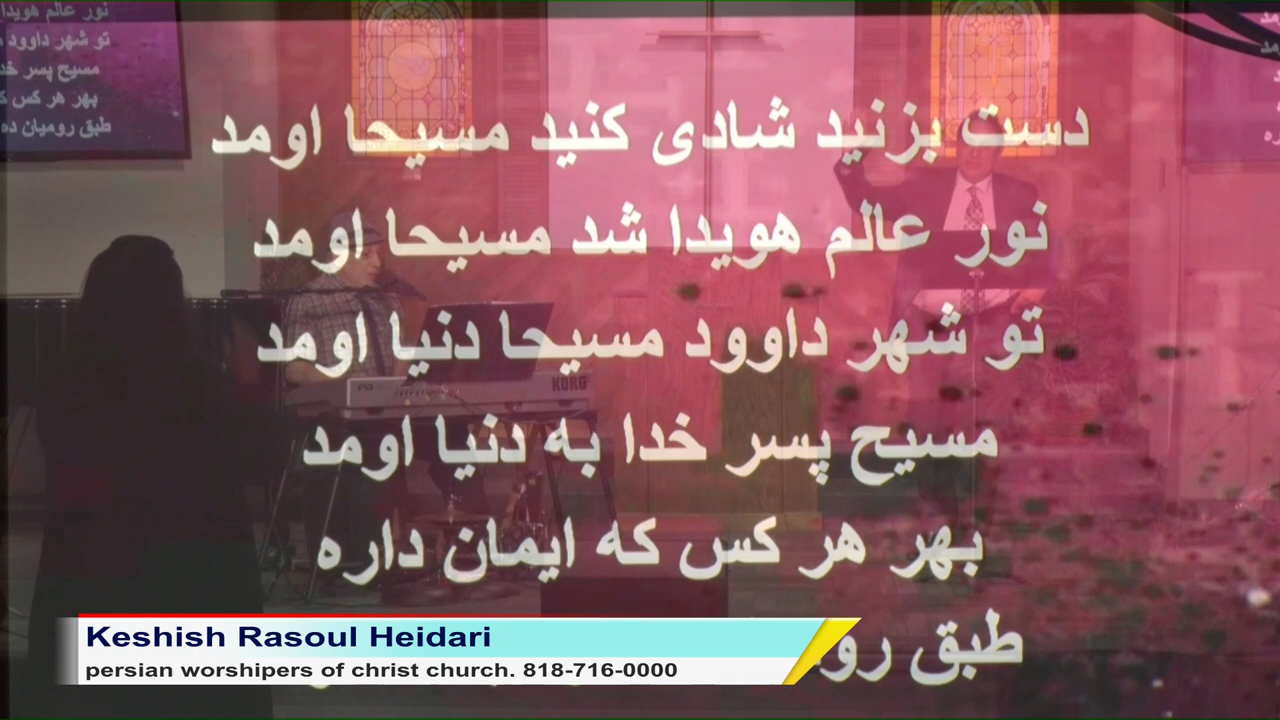 نور عالم هویدا
تو شهر داوود
مسیح پسر خدا
بهر هر کس
طبق رومیان ده
دست بزنید شادی کنید مسیحا اومد
نور عالم هویدا شد مسیحا اومد
تو شهر داوود مسیحا دنیا اومد
مسیح پسر خدا به دنیا اومد
بهر هر کس که ایمان داره
طبق
KORG
Keshish Rasoul Heidari
persian worshipers of christ church. 818-716-0000